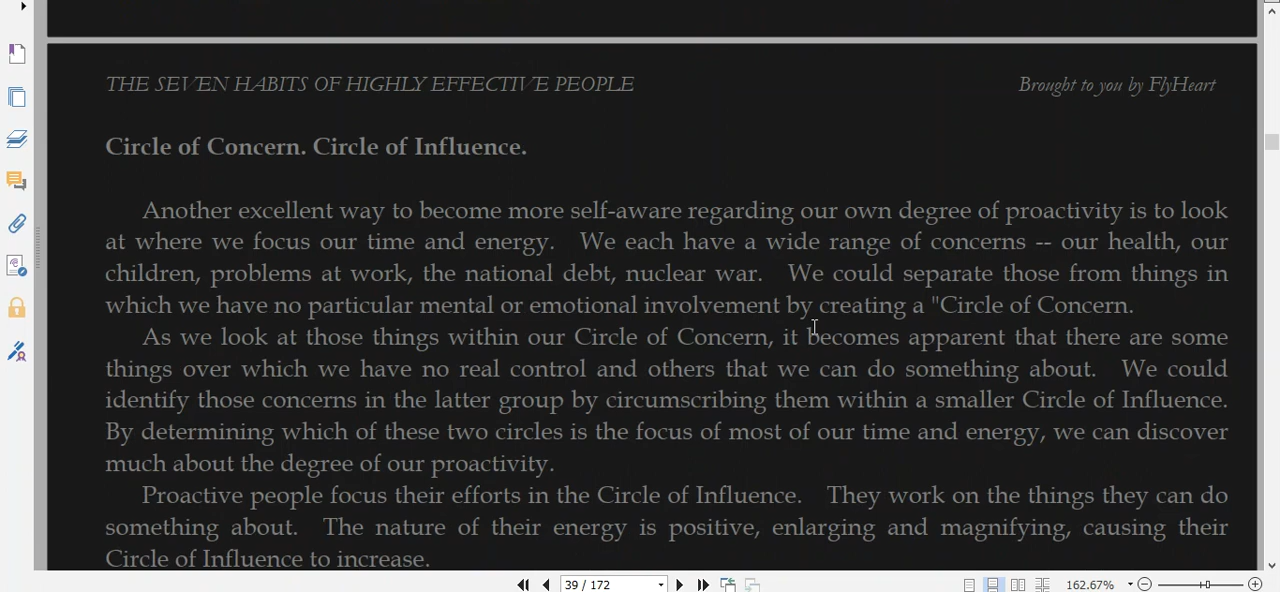 THE SEVEN HABITS OF HIGHLY EFFECTIVE PEOPLE Brought to you by FlyHeart
Circle of Concern. Circle of Influence.
Another excellent way to become more self-aware regarding our own degree of proactivity is to look
at where we focus our time and energy. We each have a wide range of concerns -- our health, our
children, problems at work, the national debt, nuclear war. We could separate those from things in
which we have no particular mental or emotional involvement by creating a "Circle of Concern.
As we look at those things within our Circle of Concern, it becomes apparent that there are some
things over which we have no real control and others that we can do something about. We could
identify those concerns in the latter group by circumscribing them within a smaller Circle of Influence.
By determining which of these two circles is the focus of most of our time and energy, we can discover
much about the degree of our proactivity.
Proactive people focus their efforts in the Circle of Influence. They work on the things they can do
something about. The nature of their energy is positive, enlarging and magnifying, causing their
Circle of Influence to increase.
39 / 172 162.67%